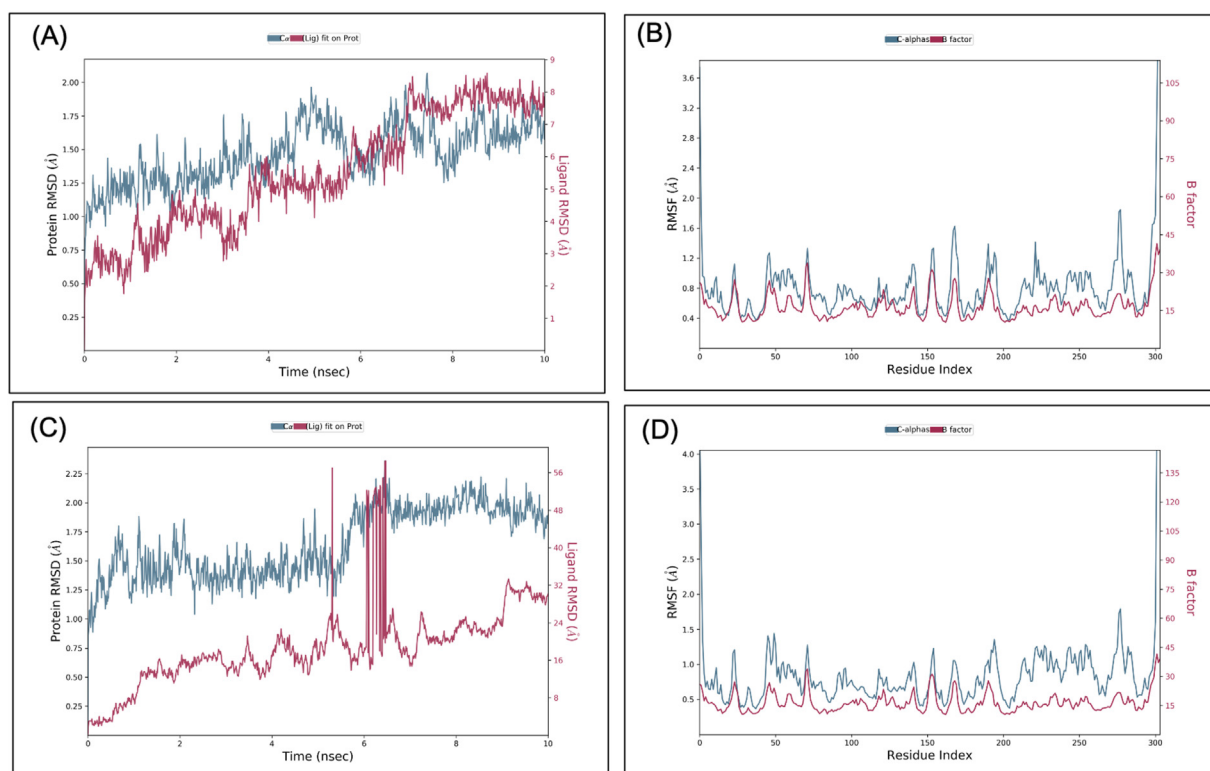 (A)
Cα (Lig) fit on Prot
Protein RMSD (Å)
2.00
1.75
1.50
1.25
1.00
0.75
0.50
0.25
9
8
7
6
5
4
3
2
1
Ligand RMSD (Å)
0 2 4 6 8 10
Time (nsec)
(B)
C-alphas B factor
RMSF (Å)
3.6
3.2
2.8
2.4
2.0
1.6
1.2
0.8
0.4
105
90
75
60
45
30
15
B factor
0 50 100 150 200 250 300
Residue Index
(C)
Cα (Lig) fit on Prot
Protein RMSD (Å)
2.25
2.00
1.75
1.50
1.25
1.00
0.75
0.50
0.25
56
48
40
32
24
16
8
Ligand RMSD (Å)
0 2 4 6 8 10
Time (nsec)
(D)
C-alphas B factor
RMSF (Å)
4.0
3.5
3.0
2.5
2.0
1.5
1.0
0.5
135
120
105
90
75
60
45
30
15
B factor
0 50 100 150 200 250 300
Residue Index